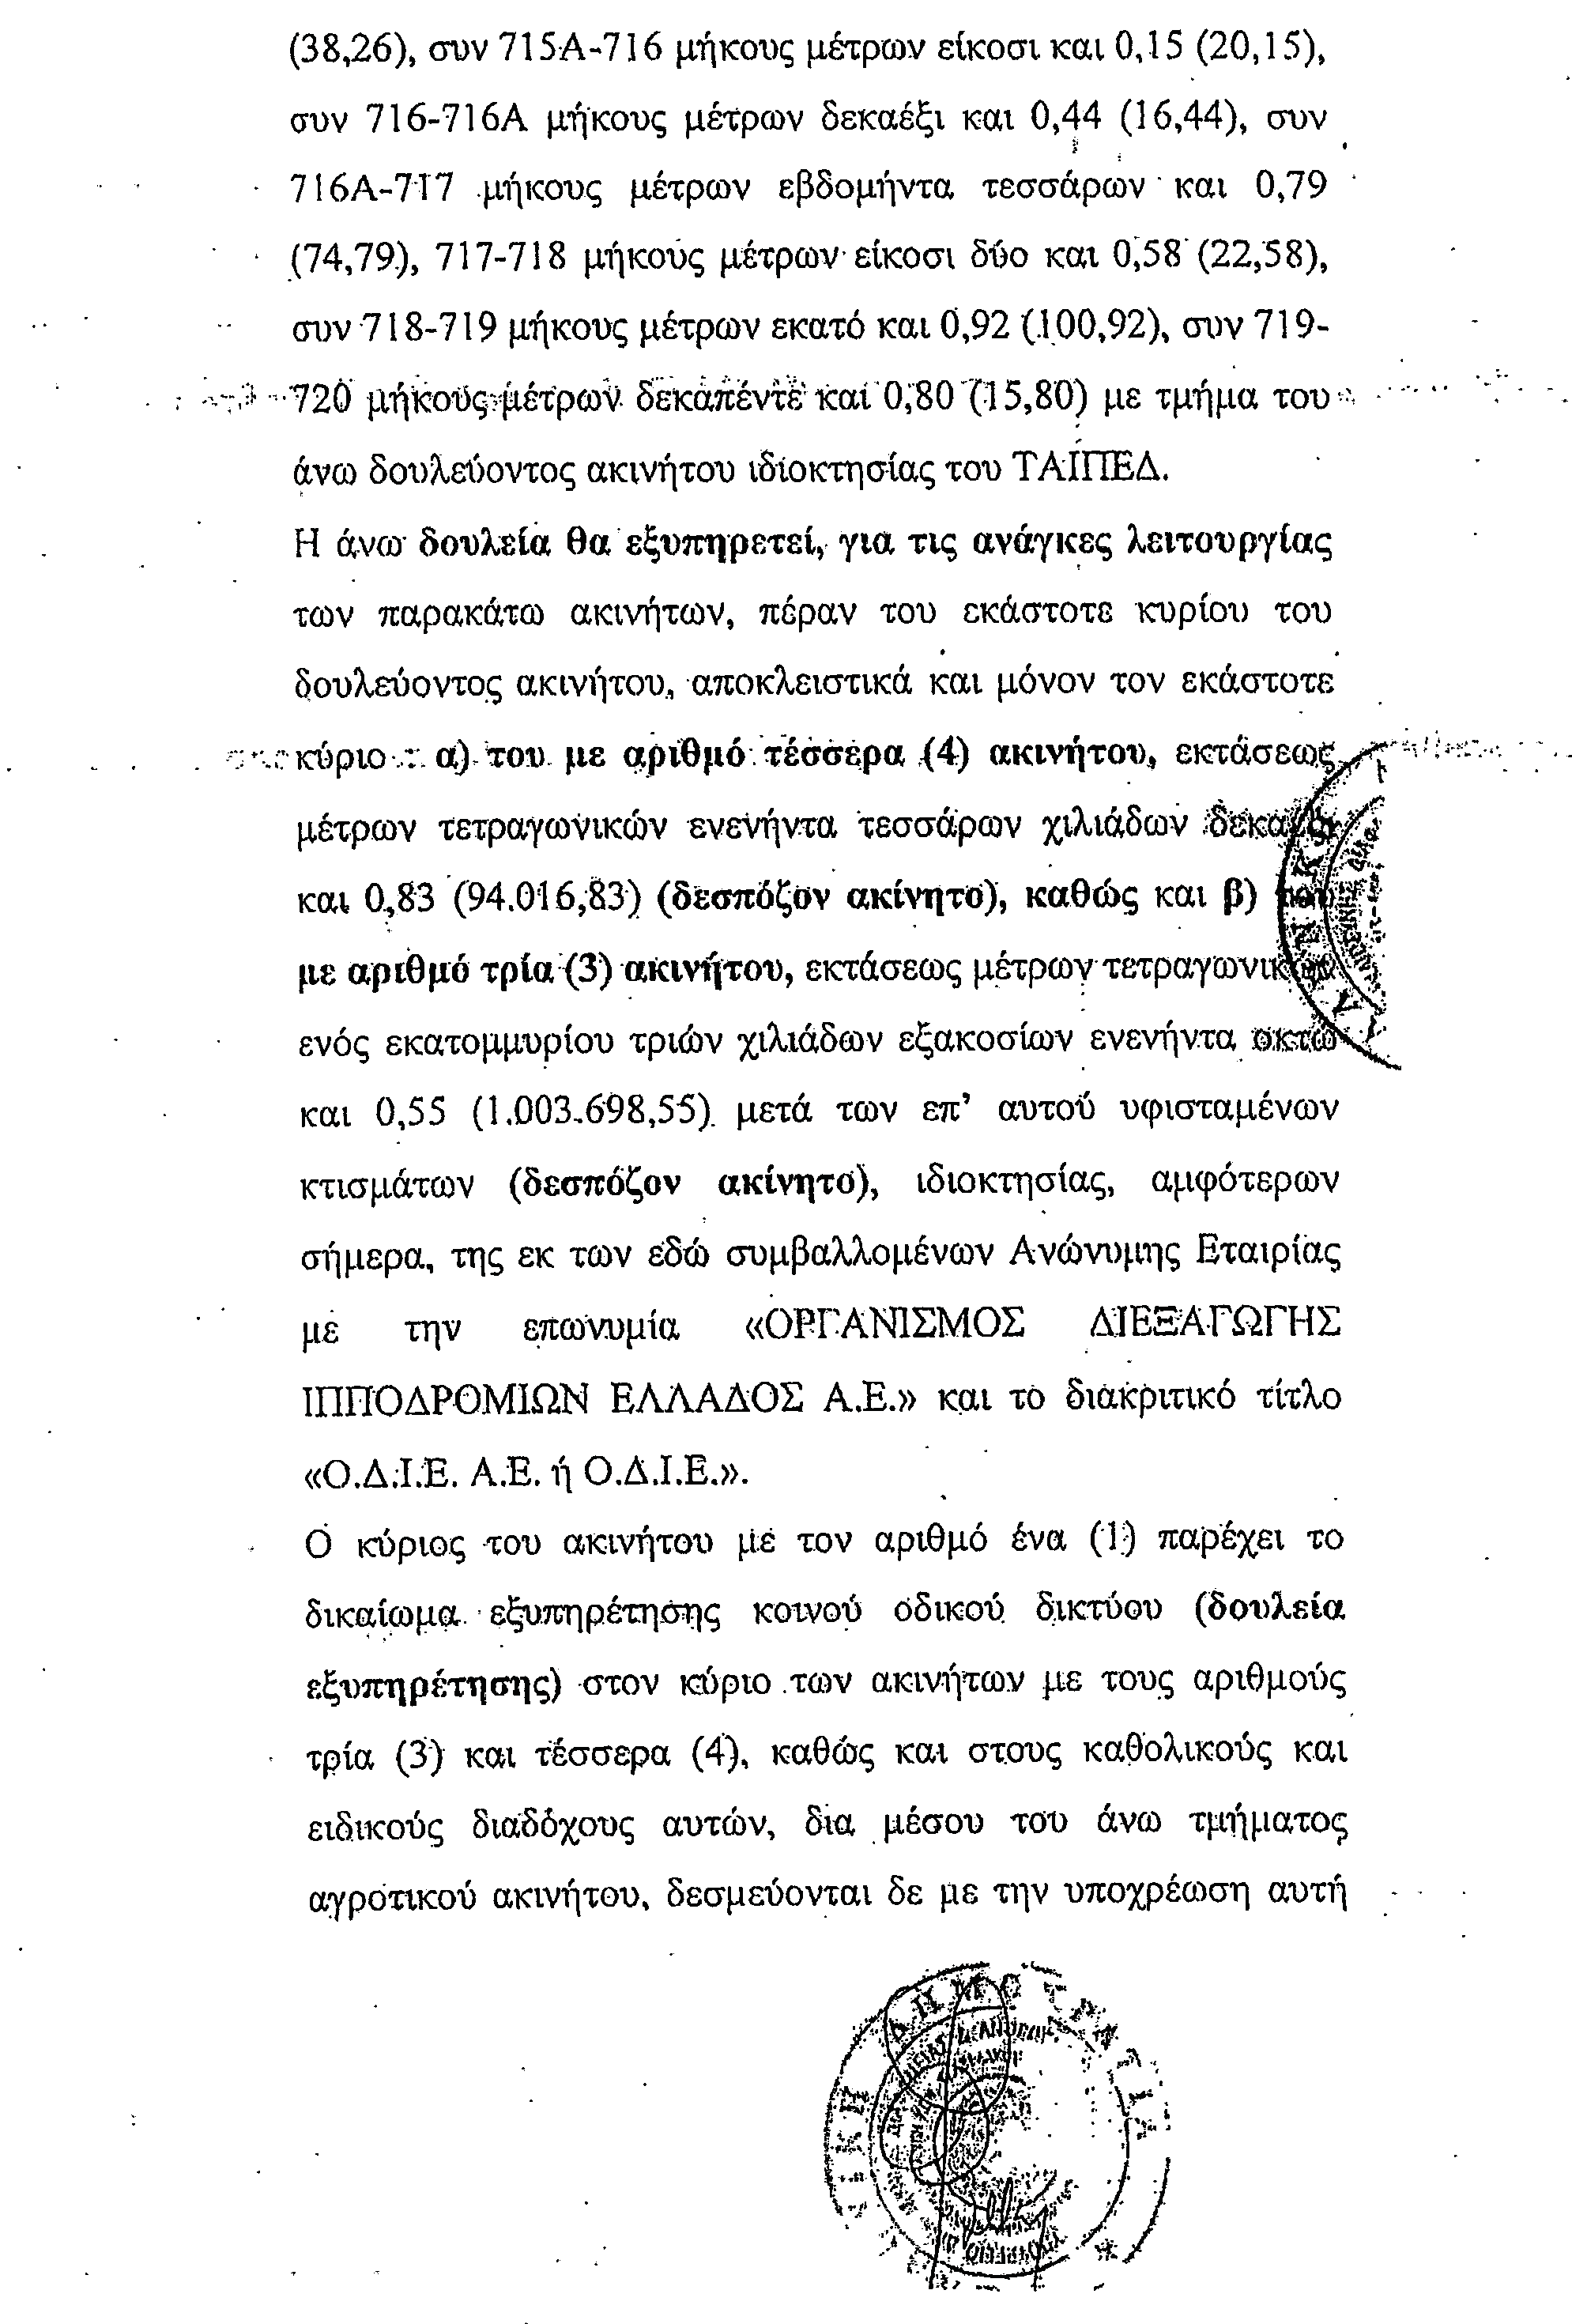 (38,26), συν 715Α-716 μήκους μέτρων είκοσι και 0,15 (20,15),
συν 716-716Α μήκους μέτρων δεκαέξι και 0,44 (16,44), συν
716Α-717 μήκους μέτρων εβδομήντα τεσσάρων και 0,79
(74,79), 717-718 μήκους μέτρων είκοσι δύο και 0,58 (22,58),
συν 718-719 μήκους μέτρων εκατό και 0,92 (100,92), συν 719-
720 μήκους μέτρων δεκαπέντε και 0,80 (15,80) με τμήμα του
άνω δουλεύοντος ακινήτου ιδιοκτησίας του ΤΑΙΠΕΔ.
Η άνω δουλεία θα εξυπηρετεί, για τις ανάγκες λειτουργίας
των παρακάτω ακινήτων, πέραν του εκάστοτε κυρίου του
δουλεύοντος ακινήτου, αποκλειστικά και μόνον τον εκάστοτε
κύριο : α) του με αριθμό τέσσερα (4) ακινήτου, εκτάσεως
μέτρων τετραγωνικών ενενήντα τεσσάρων χιλιάδων δεκαέξι
και 0,83 (94.016,83) (δεσπόζον ακίνητο), καθώς και β) του
με αριθμό τρία (3) ακινήτου, εκτάσεως μέτρων τετραγωνικών
ενός εκατομμυρίου τριών χιλιάδων εξακοσίων ενενήντα οκτώ
και 0,55 (1.003.698,55) μετά των επ’ αυτού υφισταμένων
κτισμάτων (δεσπόζον ακίνητο), ιδιοκτησίας, αμφότερων
σήμερα, της εκ των εδώ συμβαλλομένων Ανώνυμης Εταιρίας
με την επωνυμία «ΟΡΓΑΝΙΣΜΟΣ ΔΙΕΞΑΓΩΓΗΣ
ΙΠΠΟΔΡΟΜΙΩΝ ΕΛΛΑΔΟΣ Α.Ε.» και το διακριτικό τίτλο
«Ο.Δ.Ι.Ε. Α.Ε. ή Ο.Δ.Ι.Ε.».
Ο κύριος του ακινήτου με τον αριθμό ένα (1) παρέχει το
δικαίωμα εξυπηρέτησης κοινού οδικού δικτύου (δουλεία
εξυπηρέτησης) στον κύριο των ακινήτων με τους αριθμούς
τρία (3) και τέσσερα (4), καθώς και στους καθολικούς και
ειδικούς διαδόχους αυτών, δια μέσου του άνω τμήματος
αγροτικού ακινήτου, δεσμεύονται δε με την υποχρέωση αυτή